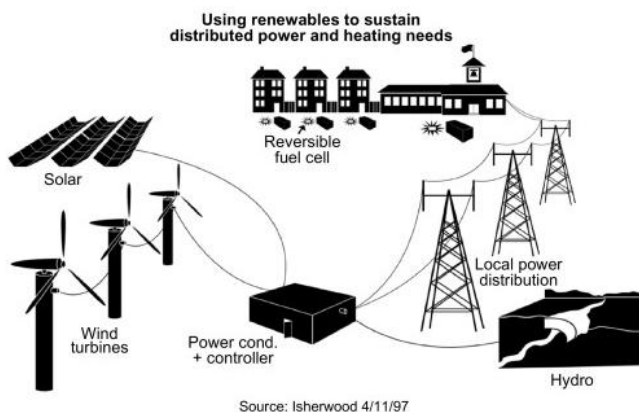 Using renewables to sustain
distributed power and heating needs
Reversible
fuel cell
Solar
Local power
distribution
Wind
turbines
Power cond.
+ controller
Hydro
Source: Isherwood 4/11/97